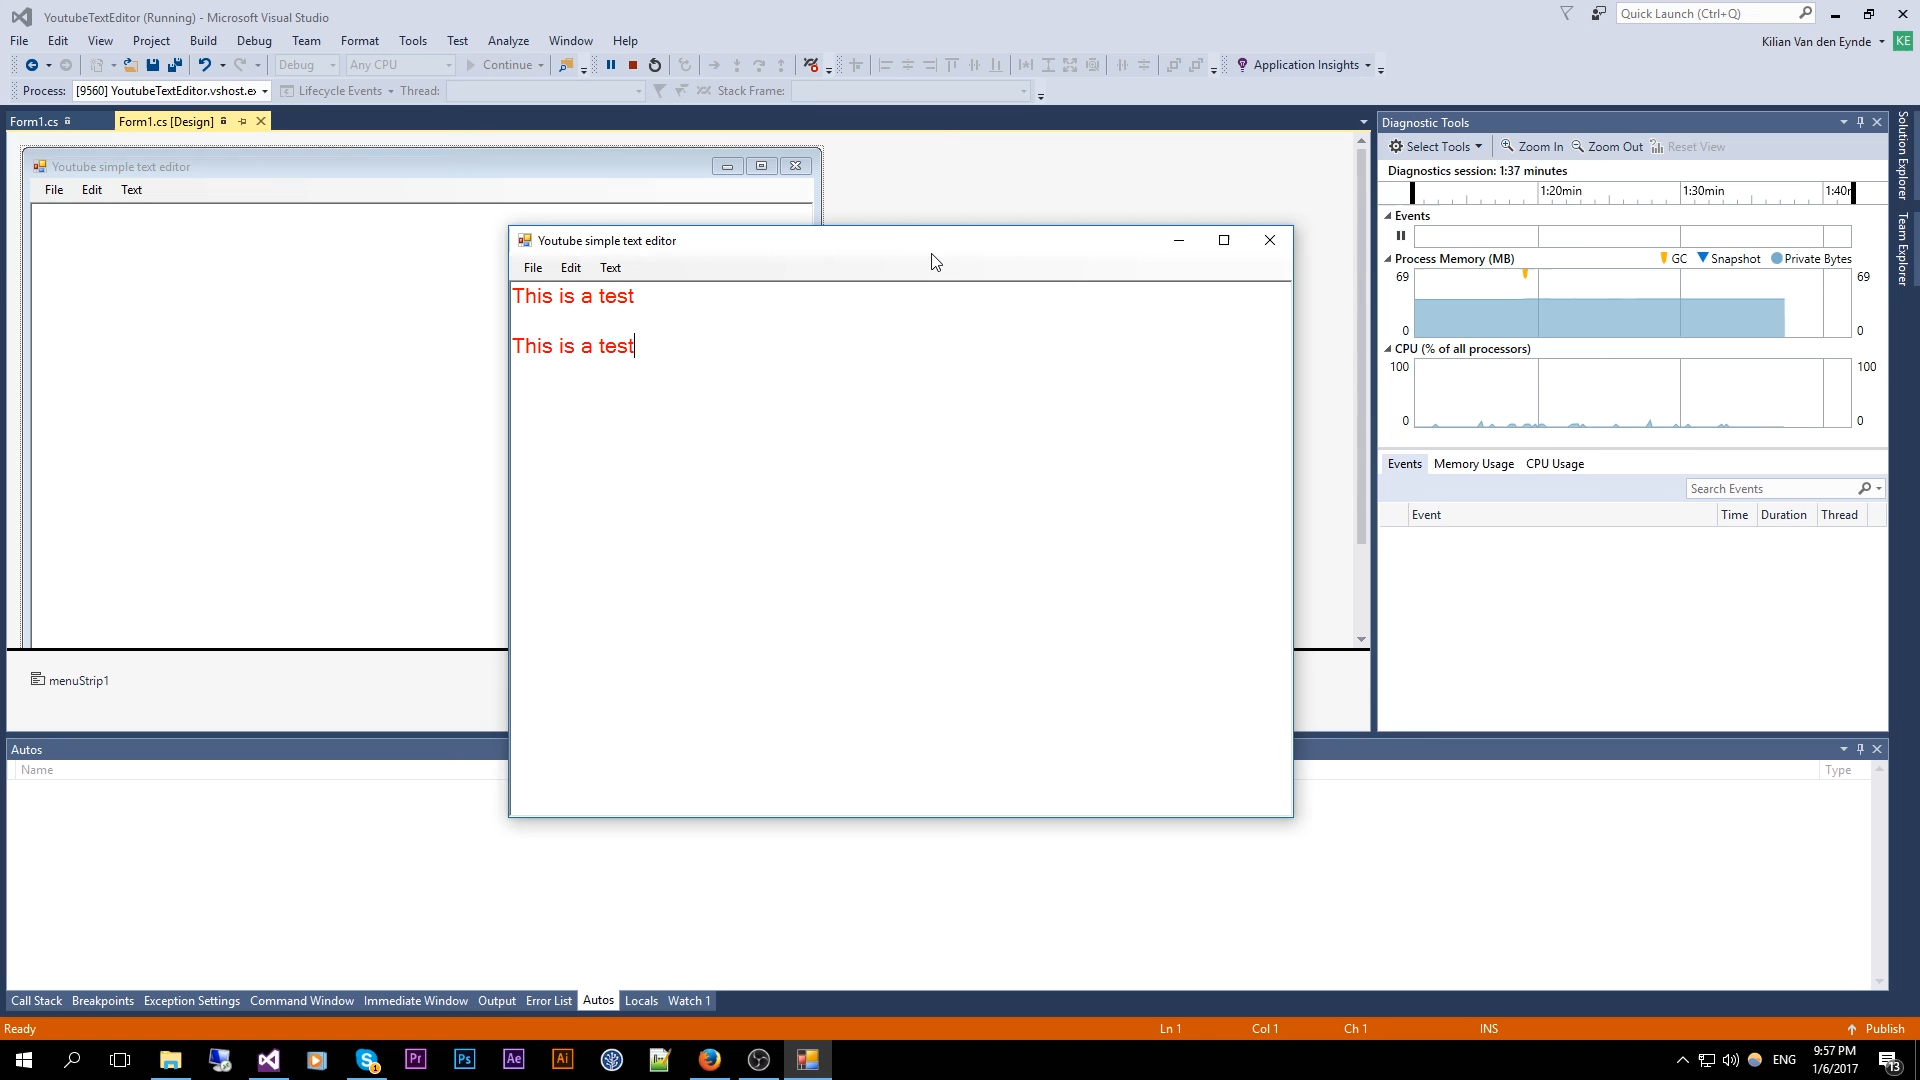 YoutubeTextEditor (Running) - Microsoft Visual Studio
Quick Launch (Ctrl+Q)
File Edit View Project Build Debug Team Format Tools Test Analyze Window Help
Kilian Van den Eynde KE
Debug Any CPU Continue Application Insights
Process: [9560] YoutubeTextEditor.vshost.e Lifecycle Events Thread: Stack Frame:
Form1.cs Form1.cs [Design]
Youtube simple text editor
File Edit Text
Youtube simple text editor
File Edit Text
This is a test
This is a test
menuStrip1
Diagnostic Tools
Select Tools Zoom In Zoom Out Reset View
Diagnostics session: 1:37 minutes
1:20min 1:30min 1:40
Events
Process Memory (MB) GC Snapshot Private Bytes
69 69
0 0
CPU (% of all processors)
100 100
0 0
Events Memory Usage CPU Usage
Search Events
Event Time Duration Thread
Solution Explorer
Team Explorer
Autos
Name Type
Call Stack Breakpoints Exception Settings Command Window Immediate Window Output Error List Autos Locals Watch 1
Ready Ln 1 Col 1 Ch 1 INS Publish
1 Pr Ps Ae Ai ENG 9:57 PM 13
1/6/2017